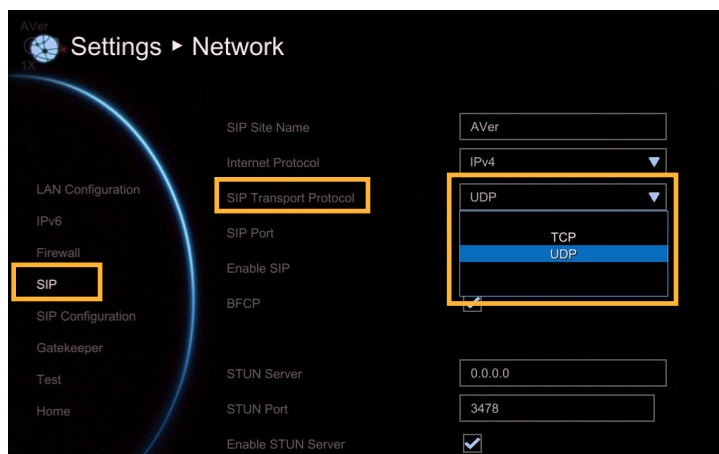 AVer
Settings ► Network
1X
SIP Site Name AVer
Internet Protocol IPv4
LAN Configuration
SIP Transport Protocol UDP
IPv6
SIP Port
TCP
Firewall
UDP
Enable SIP
SIP
BFCP
SIP Configuration
Gatekeeper
STUN Server 0.0.0.0
Test
STUN Port 3478
Home
Enable STUN Server